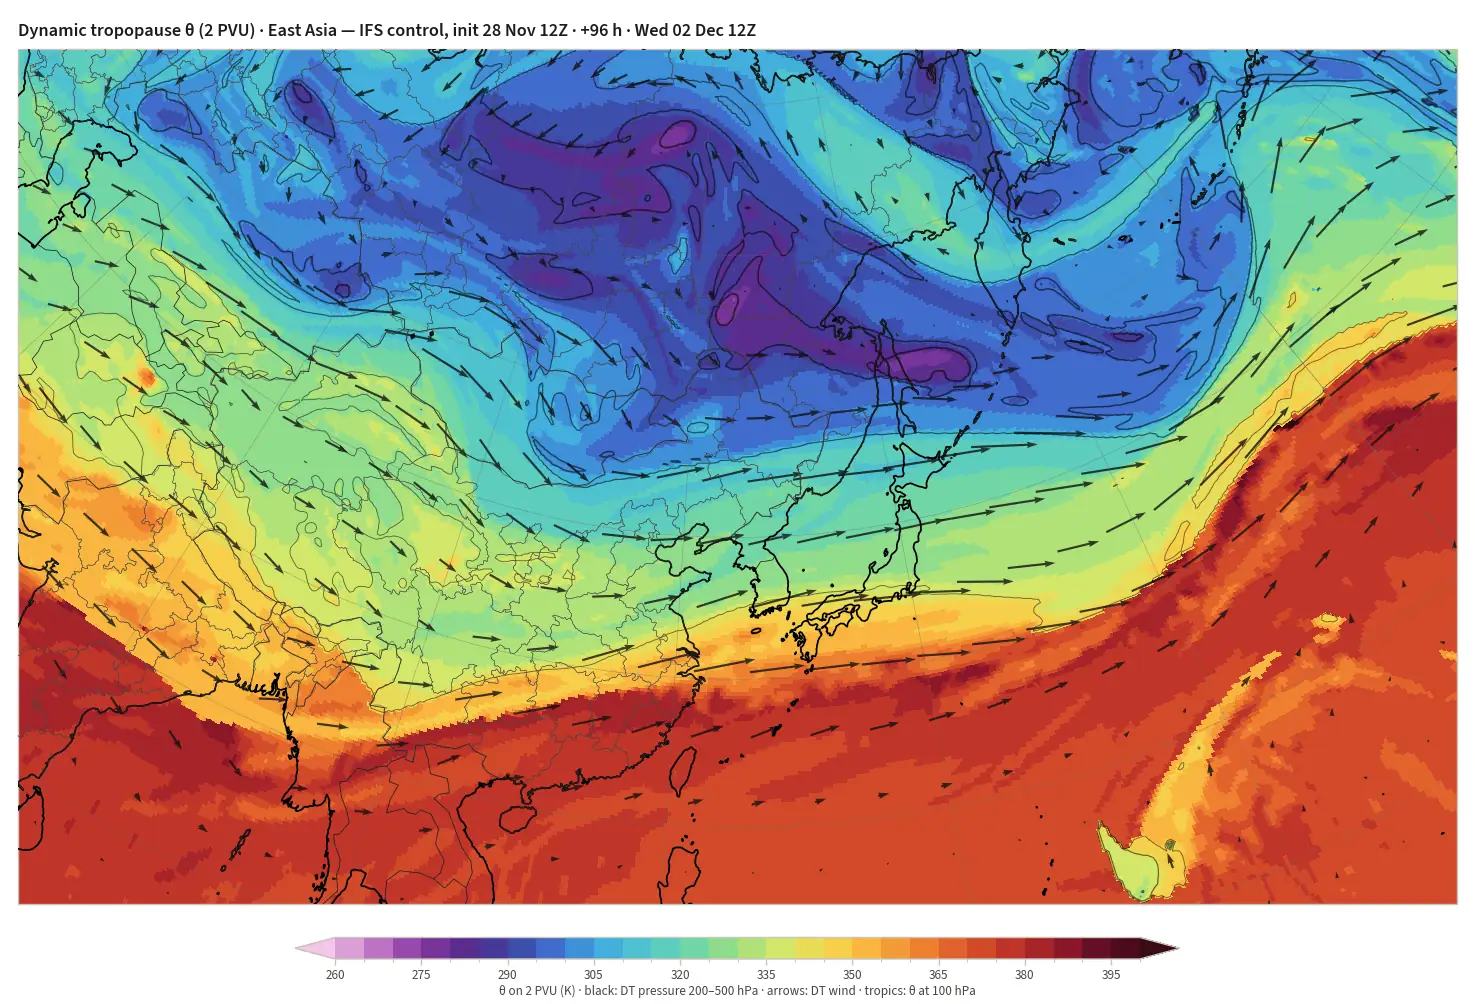 Dynamic tropopause θ (2 PVU) · East Asia — IFS control, init 28 Nov 12Z · +96 h · Wed 02 Dec 12Z
260 275 290 305 320 335 350 365 380 395
θ on 2 PVU (K) · black: DT pressure 200–500 hPa · arrows: DT wind · tropics: θ at 100 hPa